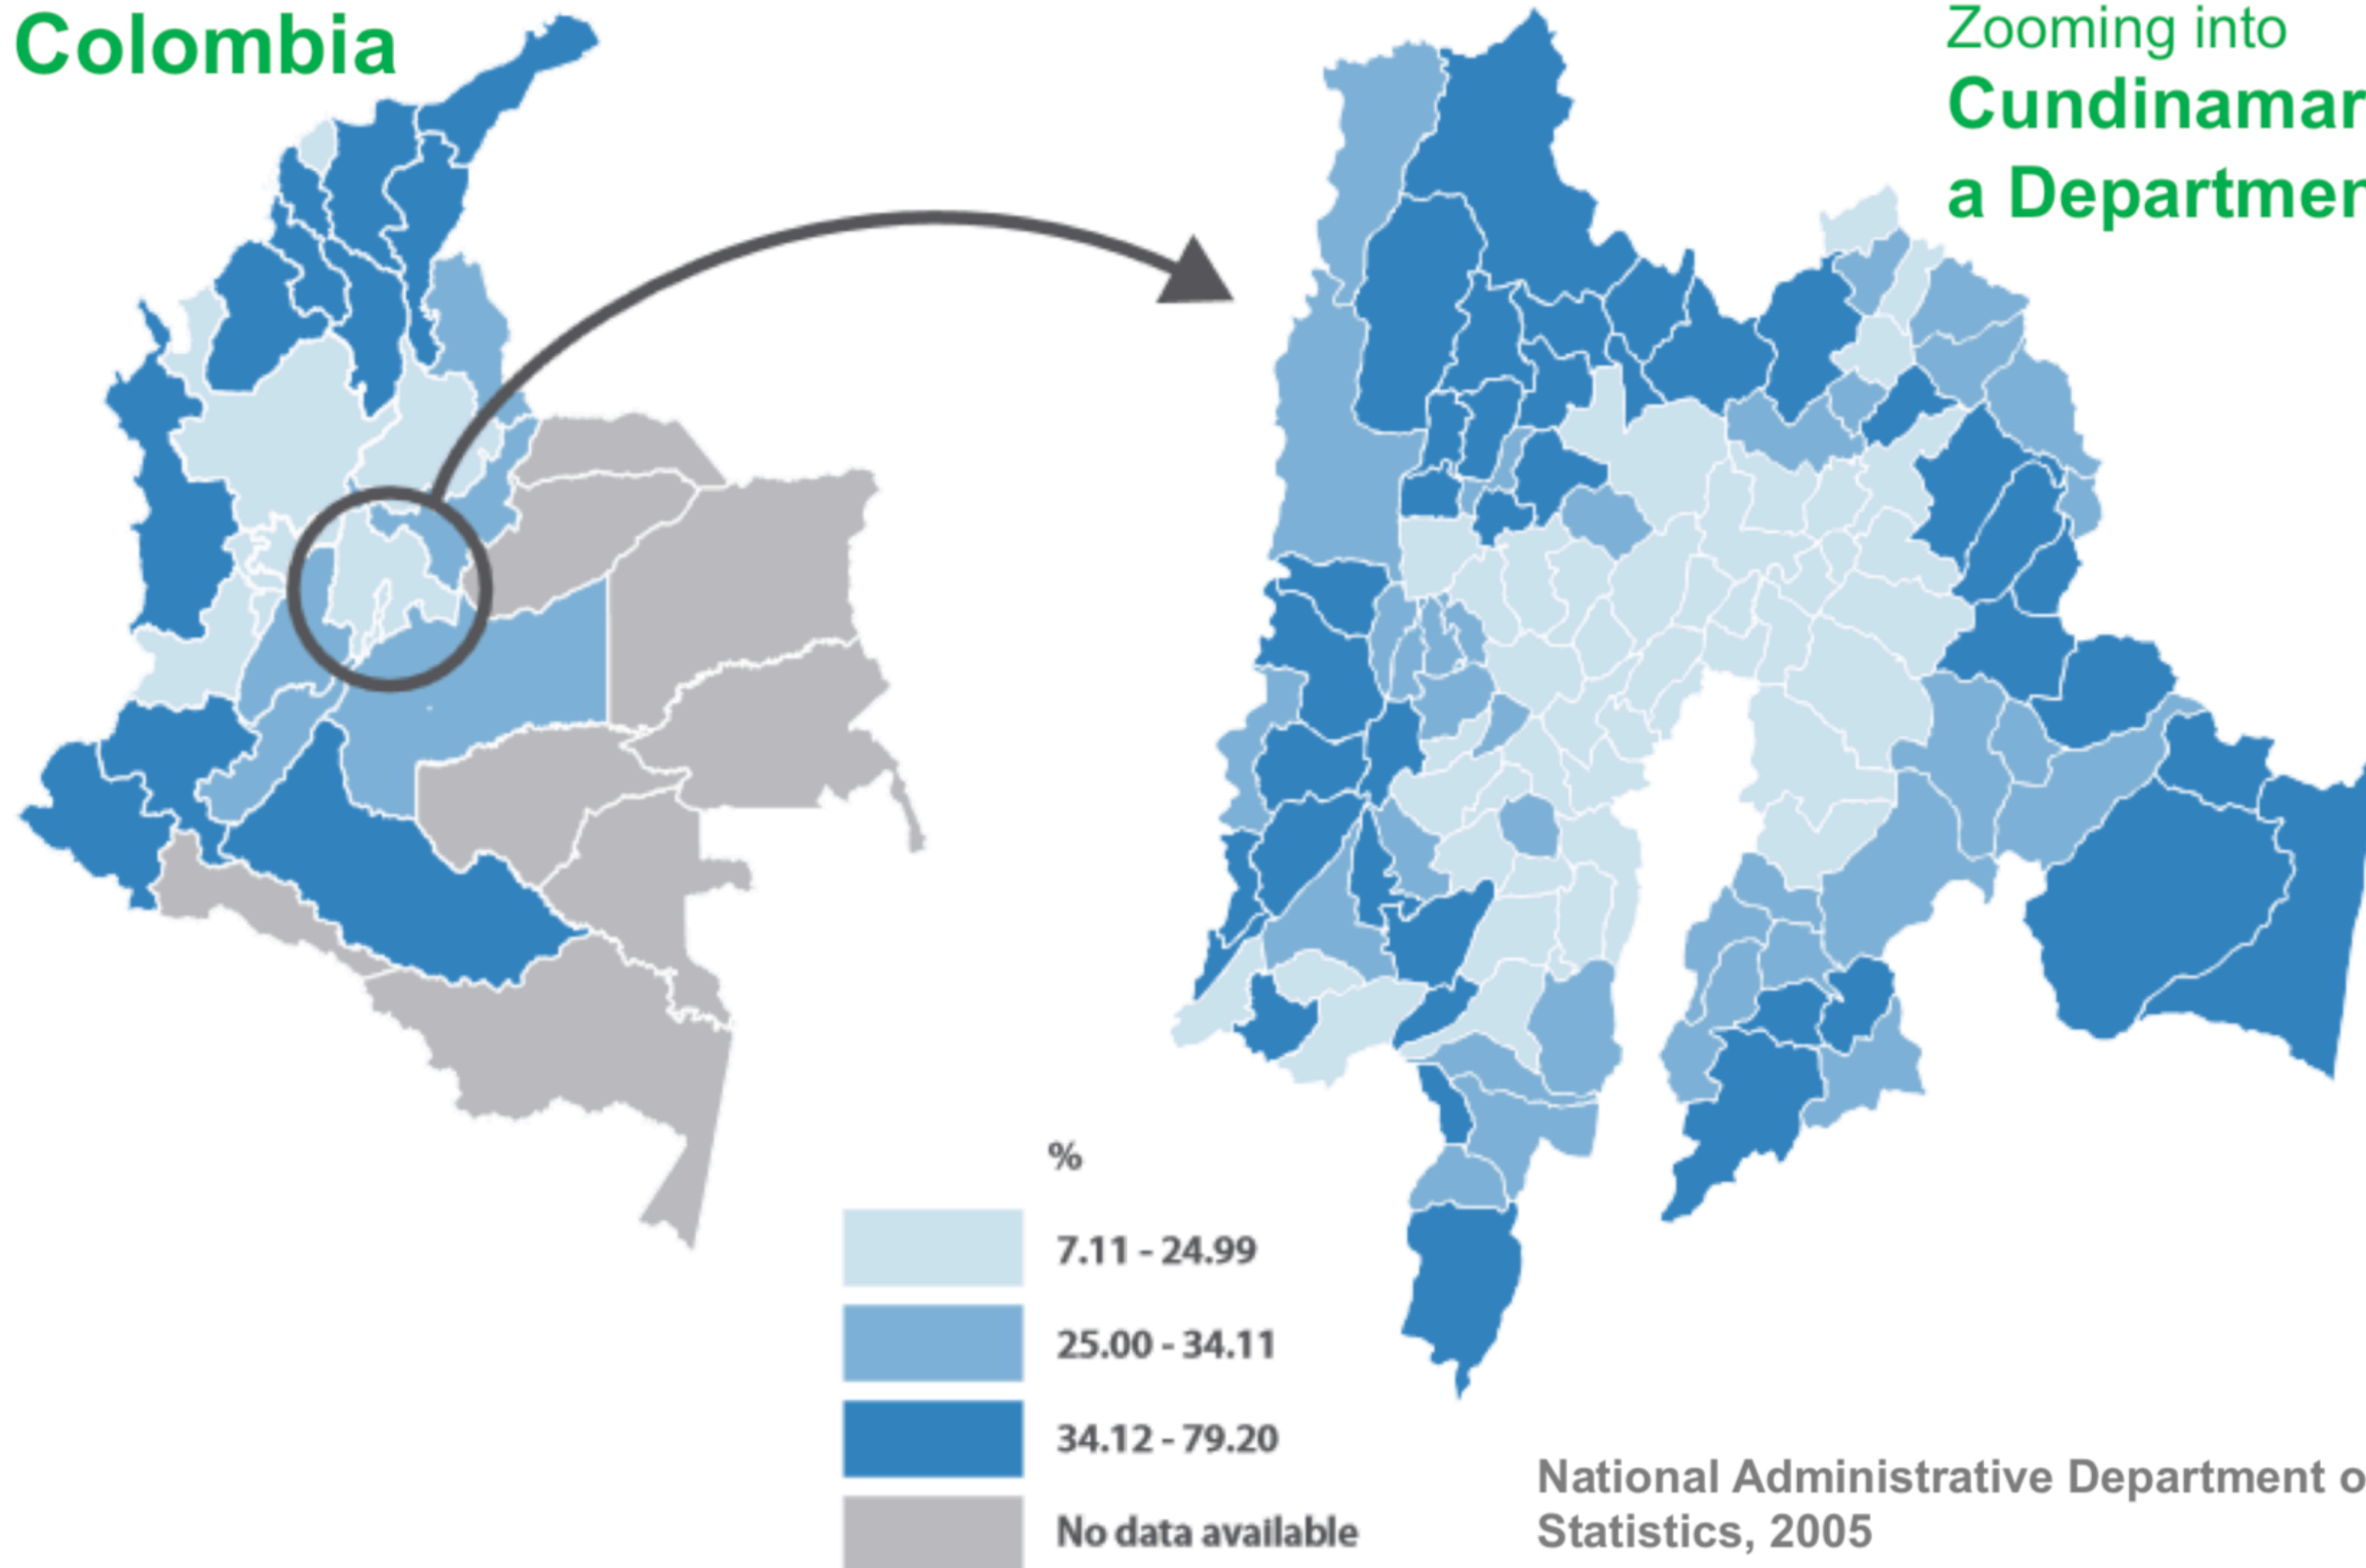 Colombia
Zooming into
Cundinamar
a Departmen
%
7.11 - 24.99
25.00 - 34.11
34.12 - 79.20
No data available
National Administrative Department o
Statistics, 2005